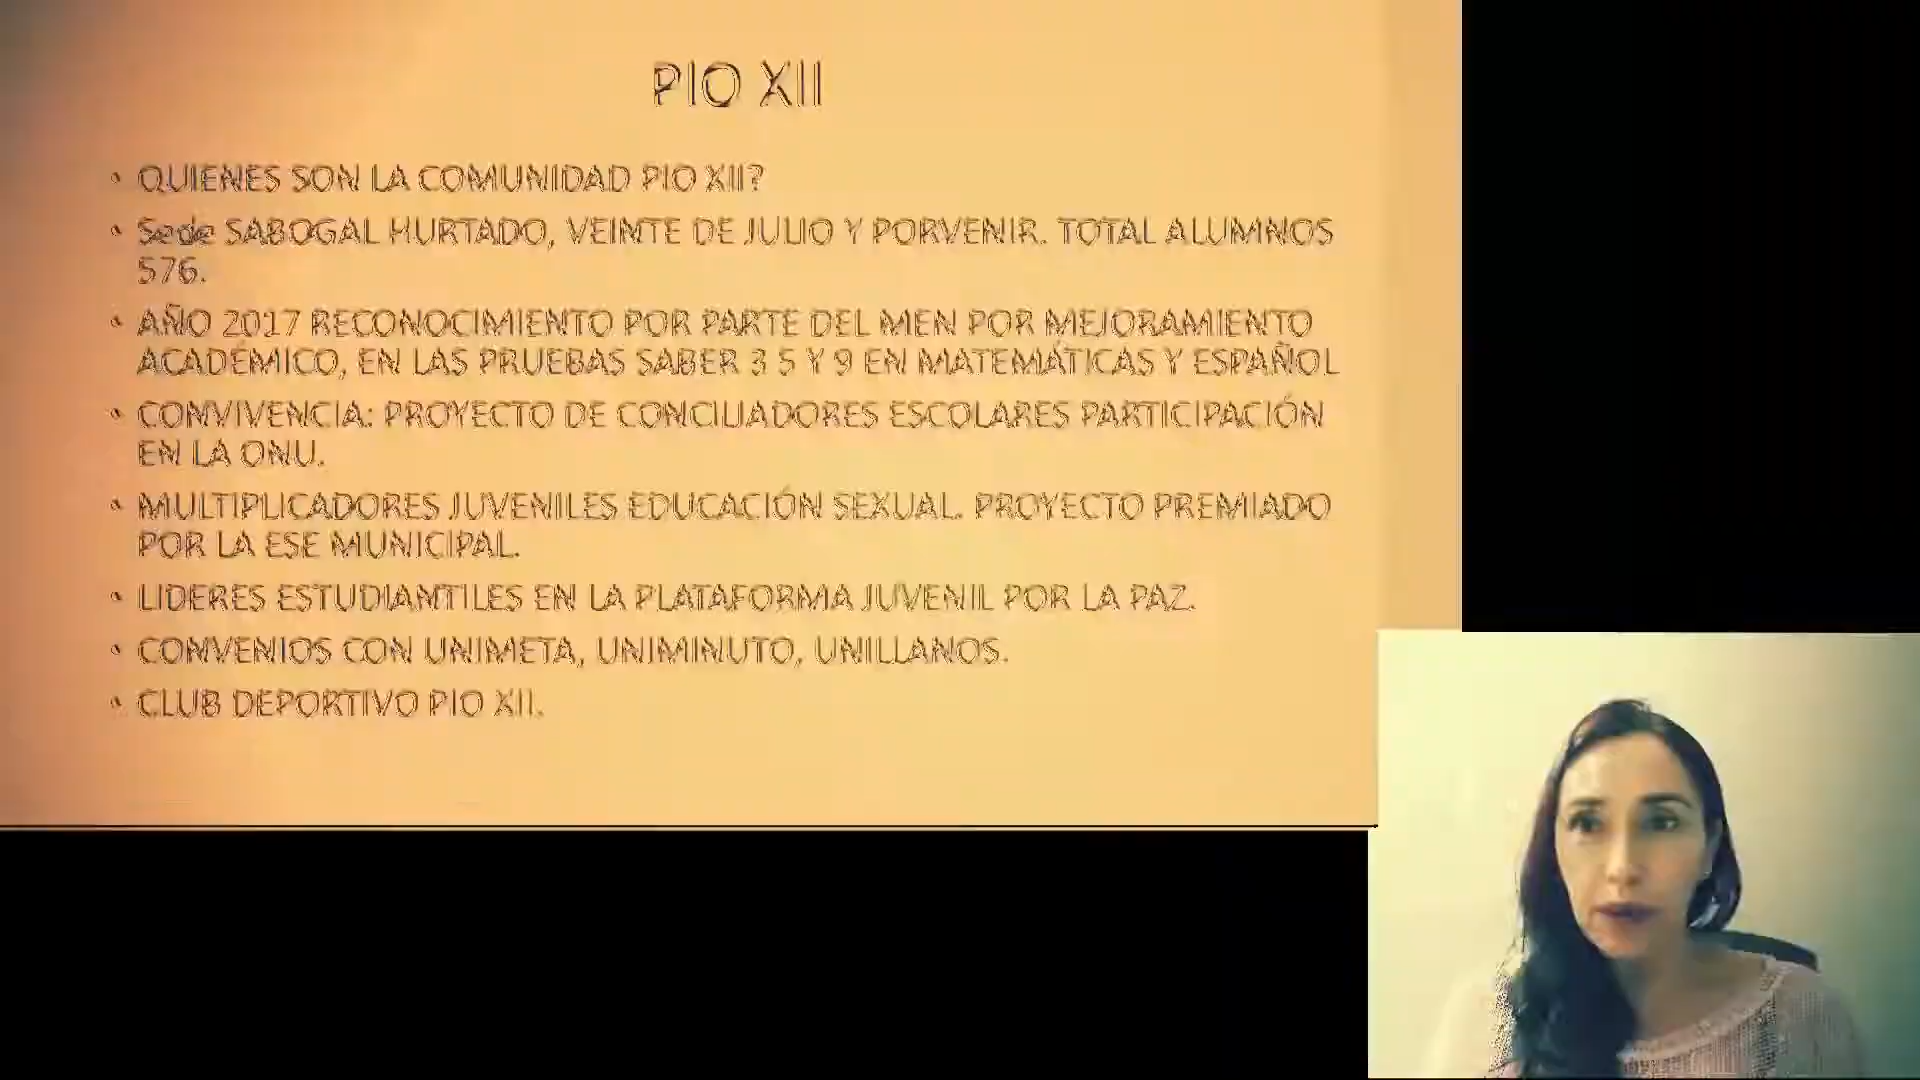 PIO XII
• QUIENES SON LA COMUNIDAD PIO XII?
• Sede SABOGAL HURTADO, VEINTE DE JULIO Y PORVENIR. TOTAL ALUMNOS
576.
• AÑO 2017 RECONOCIMIENTO POR PARTE DEL MEN POR MEJORAMIENTO
ACADÉMICO, EN LAS PRUEBAS SABER 3 5 Y 9 EN MATEMÁTICAS Y ESPAÑOL
• CONVIVENCIA: PROYECTO DE CONCILIADORES ESCOLARES PARTICIPACIÓN
EN LA ONU.
• MULTIPLICADORES JUVENILES EDUCACIÓN SEXUAL. PROYECTO PREMIADO
POR LA ESE MUNICIPAL.
• LIDERES ESTUDIANTILES EN LA PLATAFORMA JUVENIL POR LA PAZ.
• CONVENIOS CON UNIMETA, UNIMINUTO, UNILLANOS.
• CLUB DEPORTIVO PIO XII.